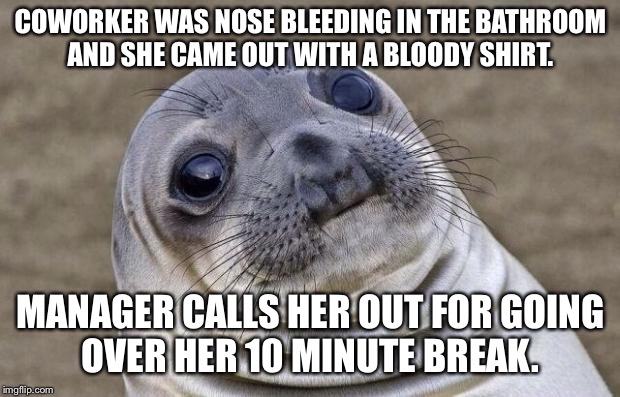 COWORKER WAS NOSE BLEEDING IN THE BATHROOM
AND SHE CAME OUT WITH A BLOODY SHIRT.
MANAGER CALLS HER OUT FOR GOING
OVER HER 10 MINUTE BREAK.
imgflip.com